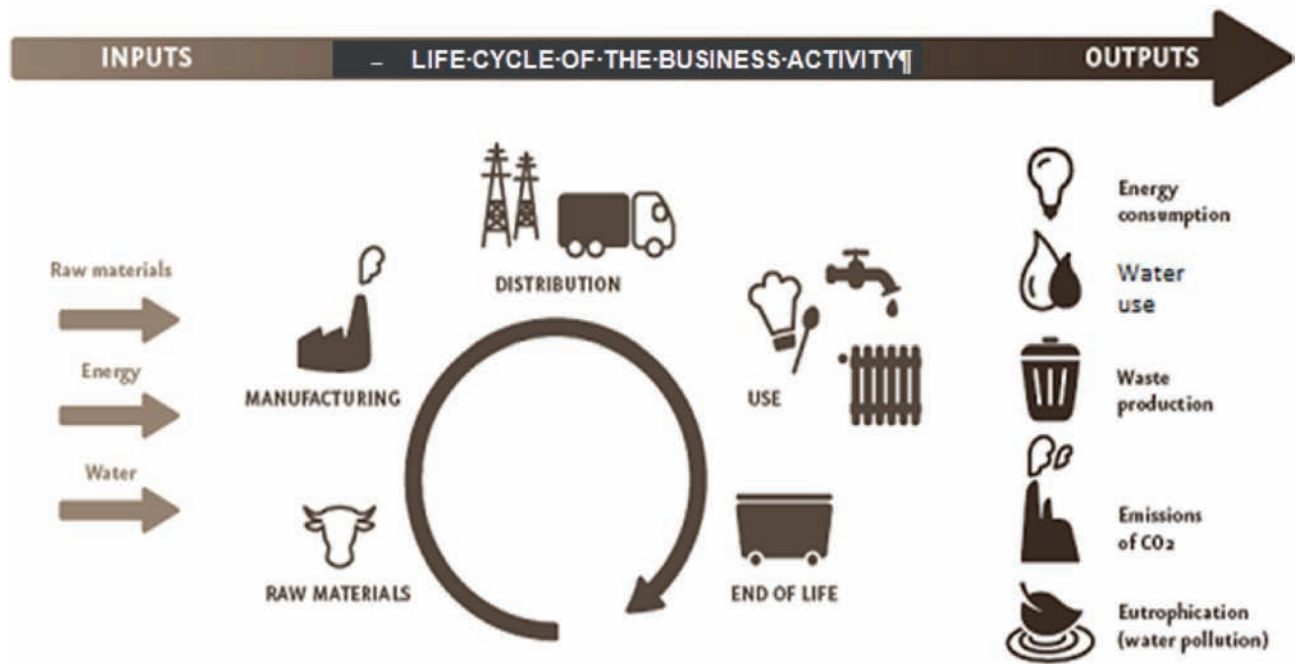 INPUTS
– LIFE·CYCLE·OF·THE·BUSINESS·ACTIVITY¶
OUTPUTS
Raw materials
Energy
Water
MANUFACTURING
RAW MATERIALS
DISTRIBUTION
USE
END OF LIFE
Energy
consumption
Water
use
Waste
production
Emissions
of CO2
Eutrophication
(water pollution)